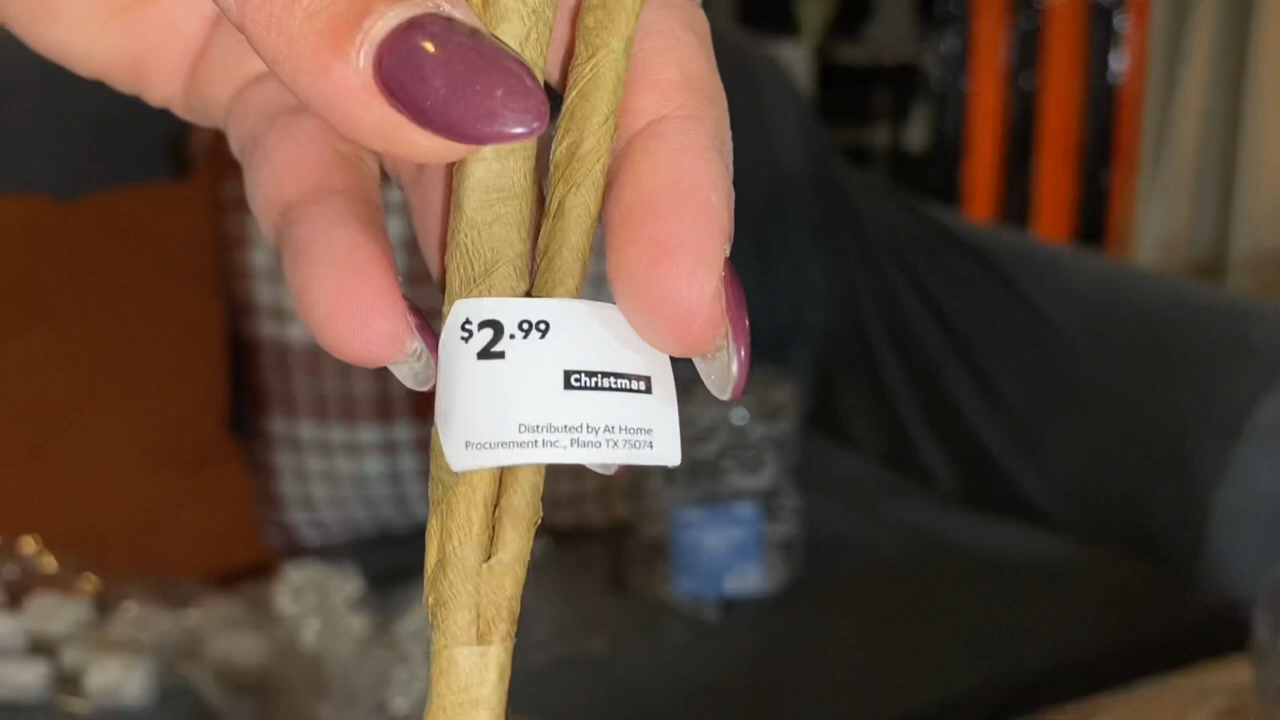 $2.99
Christmas
Distributed by At Home
Procurement Inc., Plano TX 75074